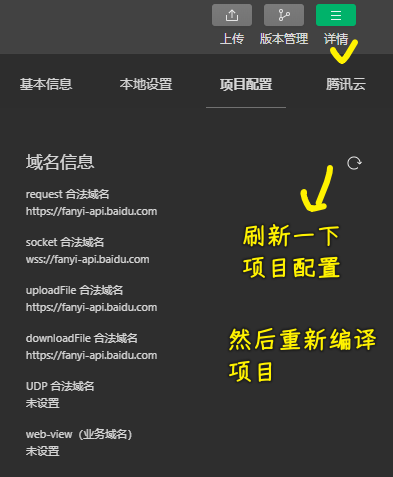 上传 版本管理 详情
基本信息 本地设置 项目配置 腾讯云
域名信息
request 合法域名
https://fanyi-api.baidu.com
刷新一下
项目配置
socket 合法域名
wss://fanyi-api.baidu.com
uploadFile 合法域名
https://fanyi-api.baidu.com
downloadFile 合法域名
https://fanyi-api.baidu.com
然后重新编译
项目
UDP 合法域名
未设置
web-view（业务域名）
未设置